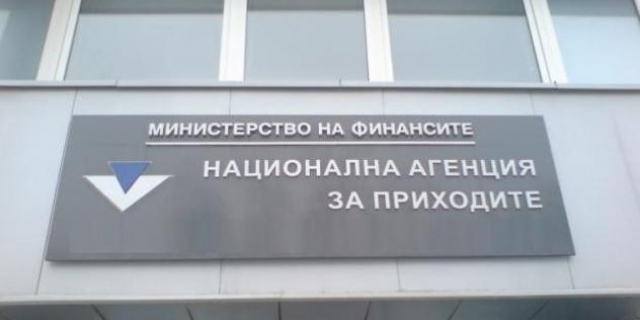 МИНИСТЕРСТВО НА ФИНАНСИТЕ
НАЦИОНАЛНА АГЕНЦИЯ
ЗА ПРИХОДИТЕ